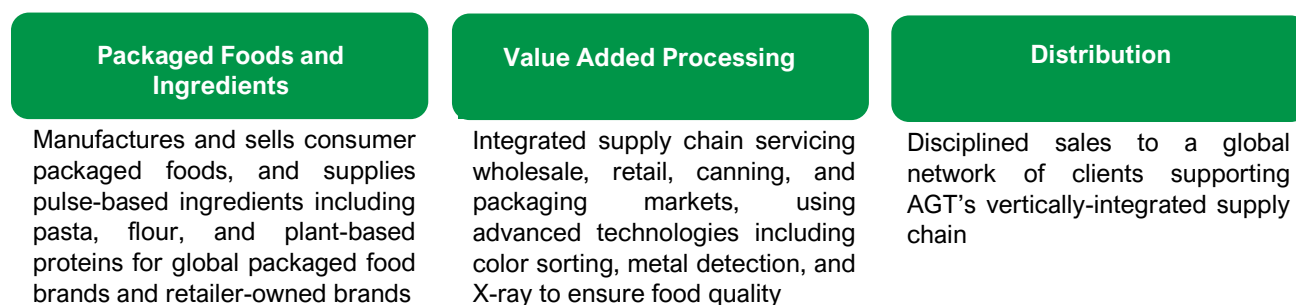 Packaged Foods and
Ingredients
Manufactures and sells consumer
packaged foods, and supplies
pulse-based ingredients including
pasta, flour, and plant-based
proteins for global packaged food
brands and retailer-owned brands
Value Added Processing
Integrated supply chain servicing
wholesale, retail, canning, and
packaging markets, using
advanced technologies including
color sorting, metal detection, and
X-ray to ensure food quality
Distribution
Disciplined sales to a global
network of clients supporting
AGT’s vertically-integrated supply
chain